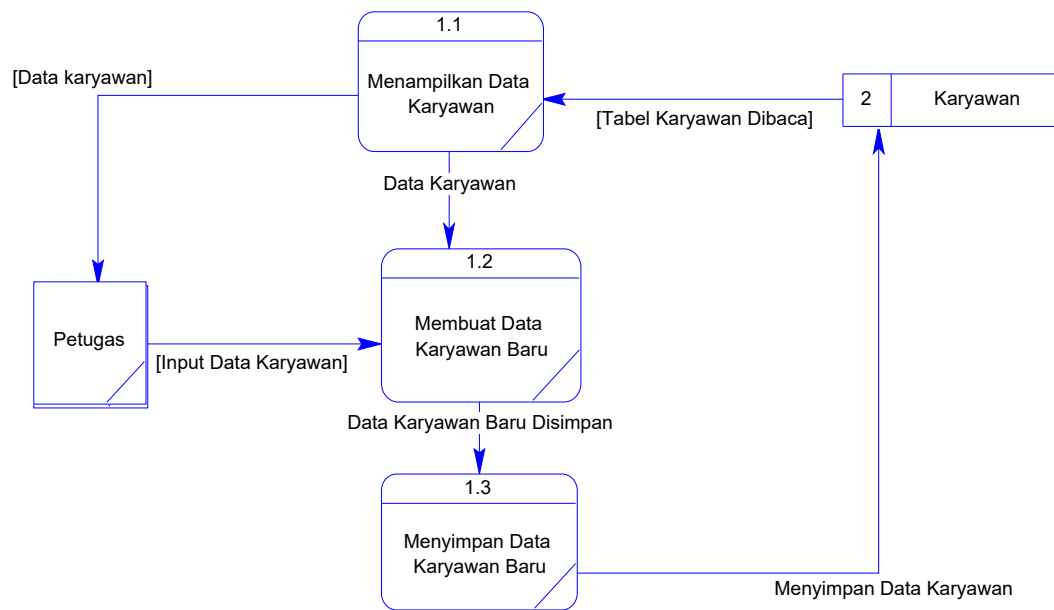 1.1
Menampilkan Data
Karyawan
[Data karyawan]
2
Karyawan
[Tabel Karyawan Dibaca]
Data Karyawan
1.2
Membuat Data
Karyawan Baru
Petugas
[Input Data Karyawan]
Data Karyawan Baru Disimpan
1.3
Menyimpan Data
Karyawan Baru
Menyimpan Data Karyawan